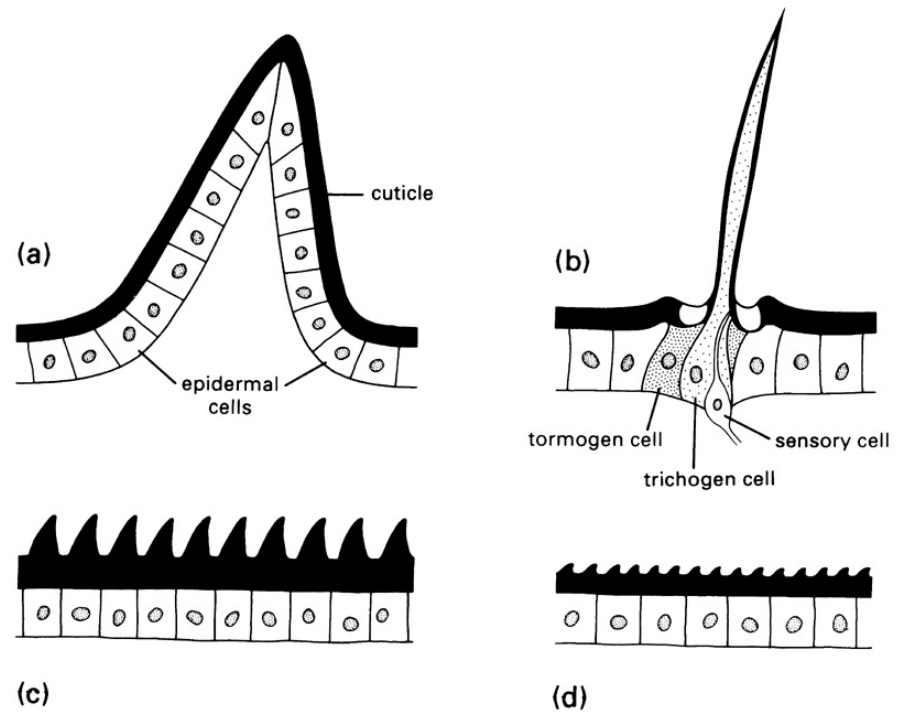 cuticle
(a)
(b)
epidermal
cells
tormogen cell
sensory cell
trichogen cell
(c)
(d)